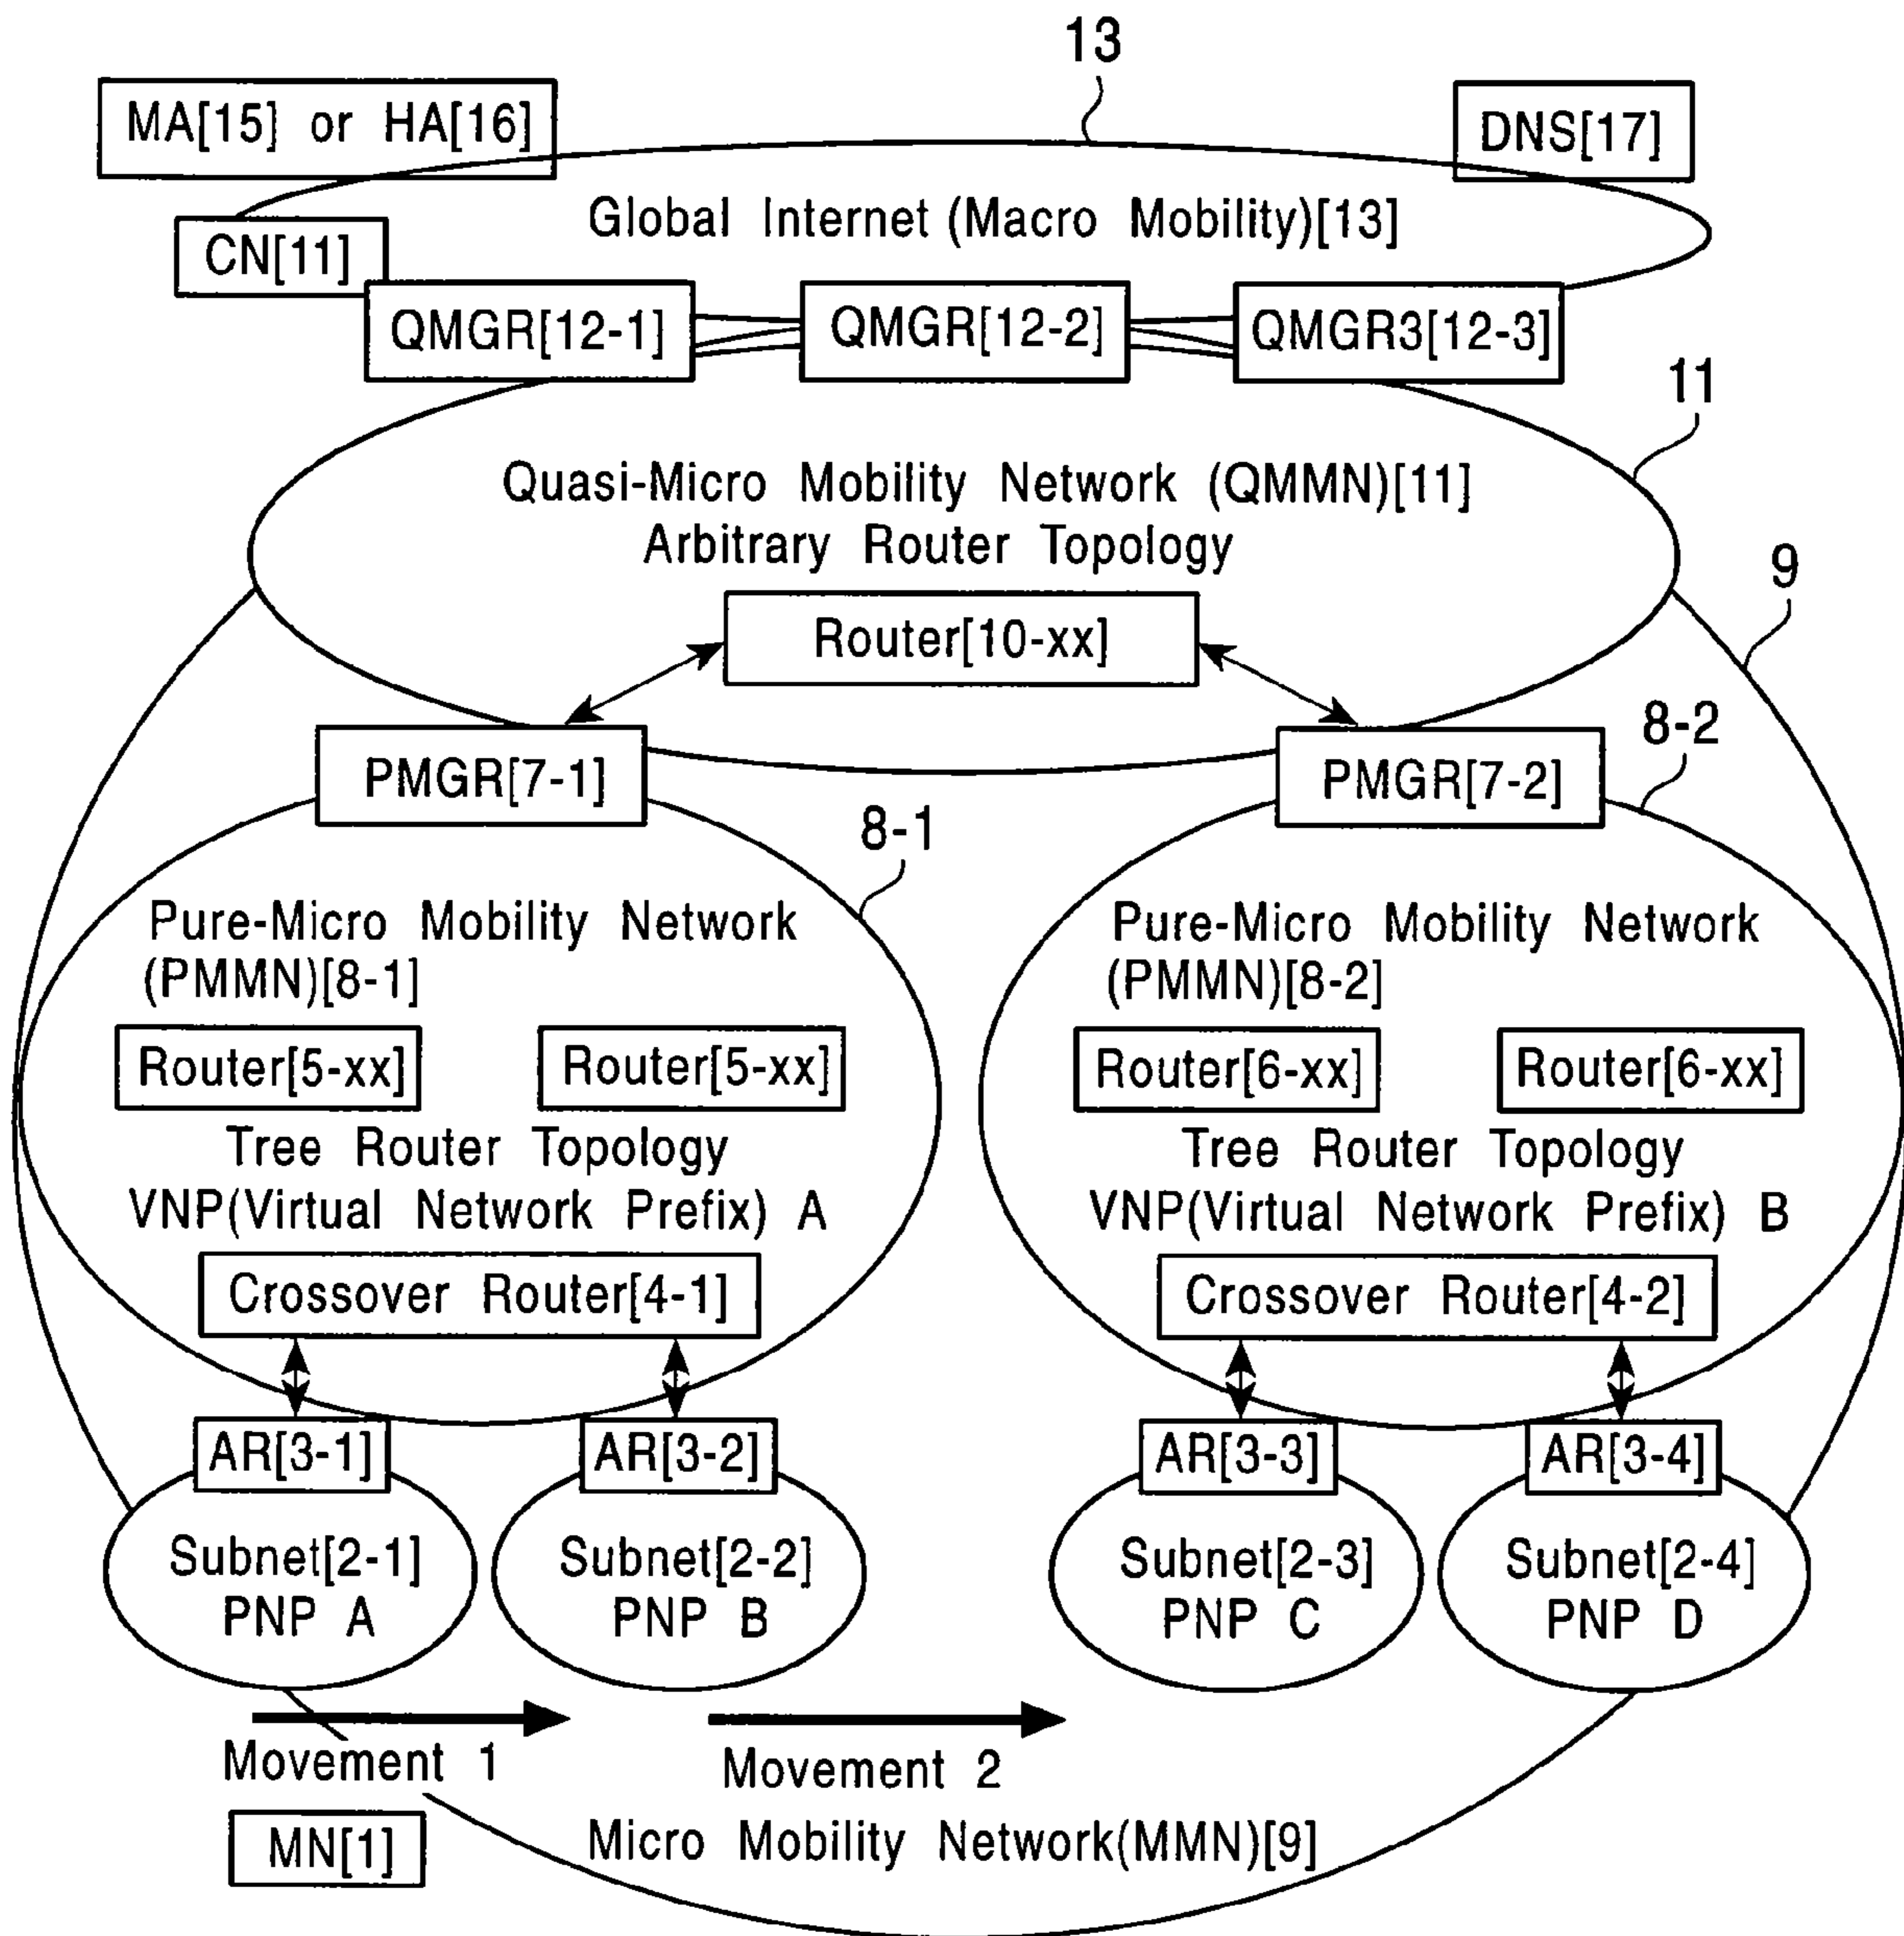 13
MA[15] or HA[16]
DNS[17]
Global Internet (Macro Mobility)[13]
CN[11]
QMGR[12-1]
QMGR[12-2]
QMGR3[12-3]
11
Quasi-Micro Mobility Network (QMMN)[11]
Arbitrary Router Topology
9
Router[10-xx]
8-2
PMGR[7-1]
PMGR[7-2]
8-1
Pure-Micro Mobility Network
(PMMN)[8-1]
Router[5-xx]
Router[5-xx]
Tree Router Topology
VNP(Virtual Network Prefix) A
Crossover Router[4-1]
Pure-Micro Mobility Network
(PMMN)[8-2]
Router[6-xx]
Router[6-xx]
Tree Router Topology
VNP(Virtual Network Prefix) B
Crossover Router[4-2]
AR[3-1]
AR[3-2]
AR[3-3]
AR[3-4]
Subnet[2-1]
PNP A
Subnet[2-2]
PNP B
Subnet[2-3]
PNP C
Subnet[2-4]
PNP D
Movement 1
Movement 2
MN[1]
Micro Mobility Network(MMN)[9]